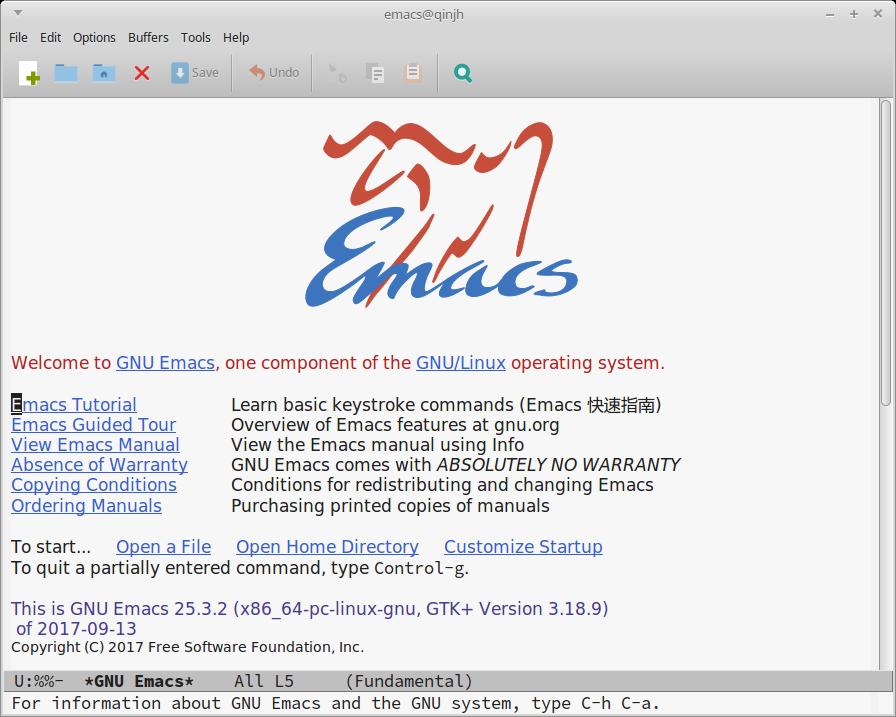 emacs@qinjh
File Edit Options Buffers Tools Help
Save Undo
Emacs
Welcome to GNU Emacs, one component of the GNU/Linux operating system.
Emacs Tutorial Learn basic keystroke commands (Emacs 快速指南)
Emacs Guided Tour Overview of Emacs features at gnu.org
View Emacs Manual View the Emacs manual using Info
Absence of Warranty GNU Emacs comes with ABSOLUTELY NO WARRANTY
Copying Conditions Conditions for redistributing and changing Emacs
Ordering Manuals Purchasing printed copies of manuals
To start... Open a File Open Home Directory Customize Startup
To quit a partially entered command, type Control-g.
This is GNU Emacs 25.3.2 (x86_64-pc-linux-gnu, GTK+ Version 3.18.9)
of 2017-09-13
Copyright (C) 2017 Free Software Foundation, Inc.
U:%%- *GNU Emacs* All L5 (Fundamental)
For information about GNU Emacs and the GNU system, type C-h C-a.